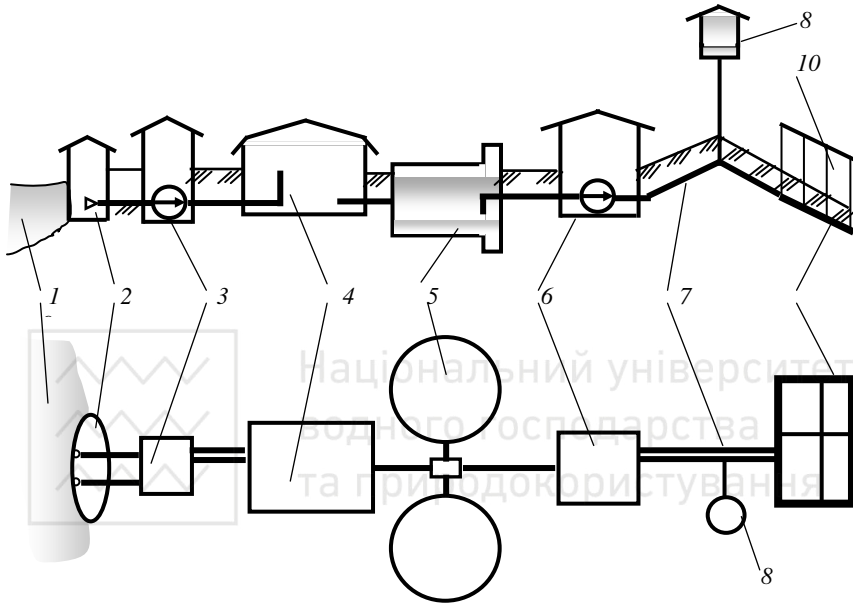 8
10
1 2 3 4 5 6 7
Національний університет
водного господарства
та природокористування
8